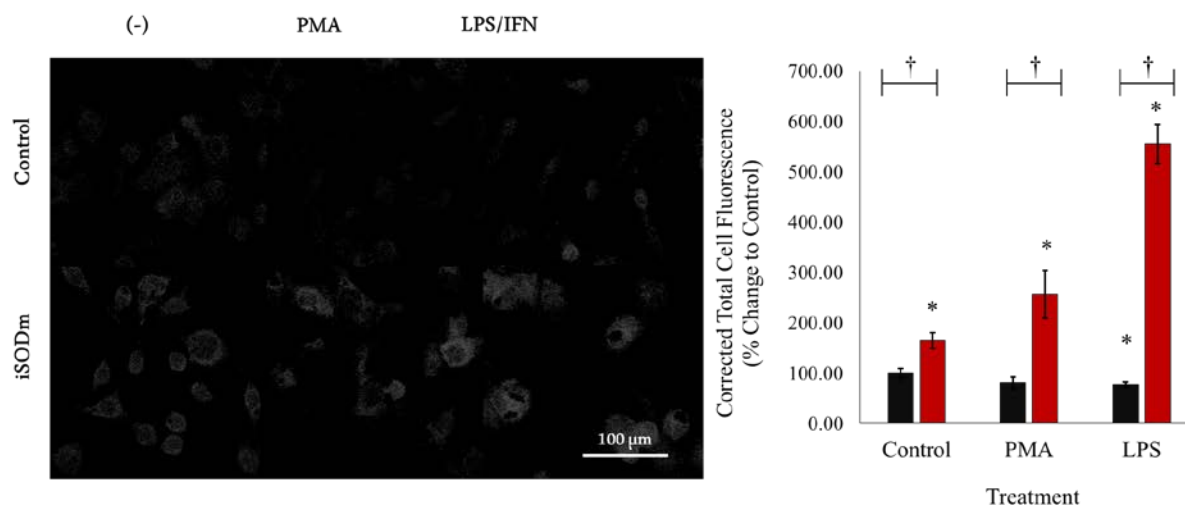 (-) PMA LPS/IFN
Control
iSODm
100 μm
Corrected Total Cell Fluorescence
(% Change to Control)
700.00
600.00
500.00
400.00
300.00
200.00
100.00
0.00
† † †
*
*
*
*
Control PMA LPS
Treatment